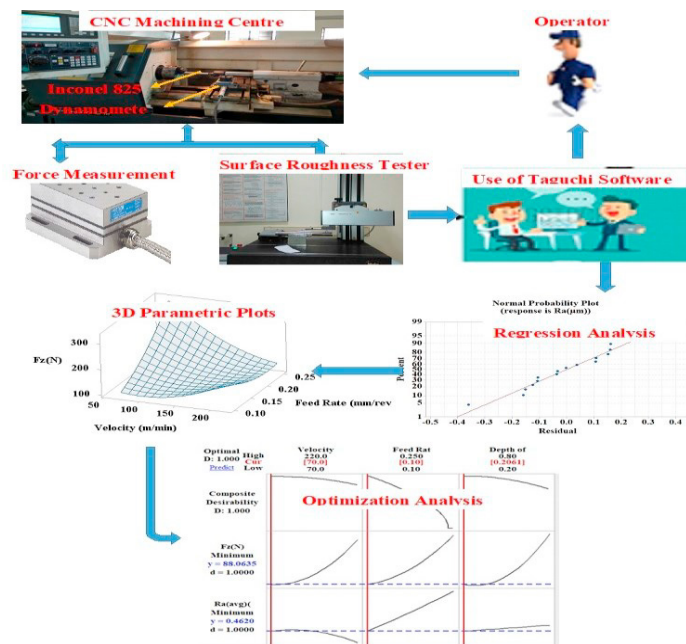 CNC Machining Centre
Operator
Inconel 825
Dynamomete
Force Measurement
Surface Roughness Tester
Use of Taguchi Software
3D Parametric Plots
300
Fz(N)
200
100
50
100
150
200
Velocity (m/min)
0.10
0.15
0.20
0.25
Feed Rate (mm/rev
Normal Probability Plot
(response is Ra(µm))
Regression Analysis
Percent
99
95
90
80
70
60
50
40
30
20
10
5
1
-0.5 -0.4 -0.3 -0.2 -0.1 0.0 0.1 0.2 0.3 0.4
Residual
Optimal
D: 1.000
Predict
High
Cur
Low
Velocity
220.0
[70.0]
70.0
Feed Rat
0.250
[0.10]
0.10
Depth of
0.80
[0.2061]
0.20
Optimization Analysis
Composite
Desirability
D: 1.000
Fz(N)
Minimum
y = 88.0635
d = 1.0000
Ra(avg)(
Minimum
y = 0.4620
d = 1.0000